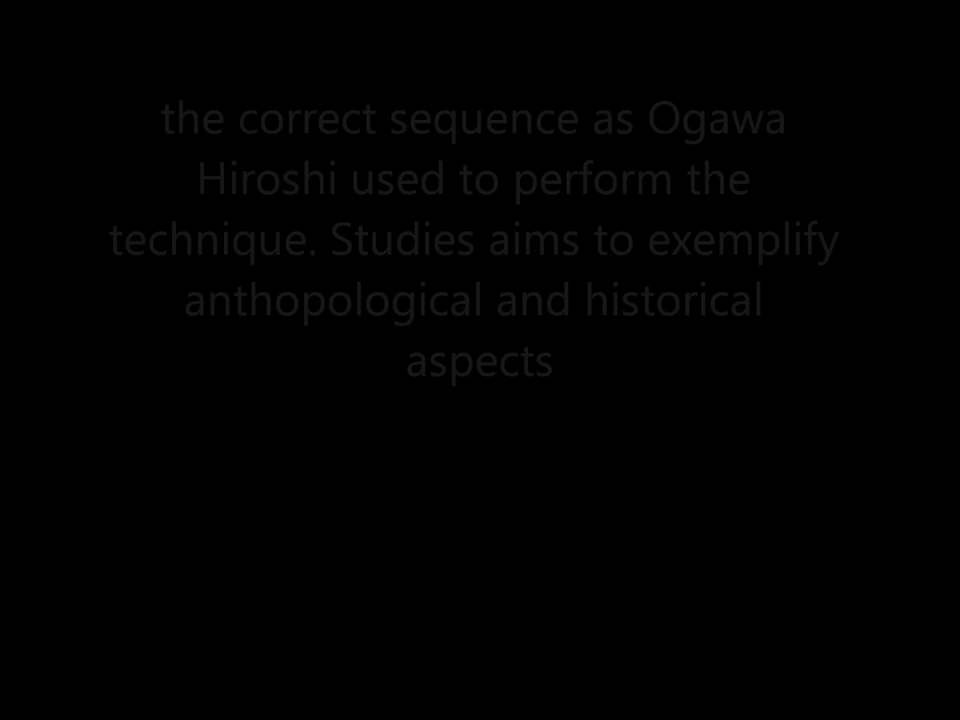 the correct sequence as Ogawa
Hiroshi used to perform the
technique. Studies aims to exemplify
anthopological and historical
aspects